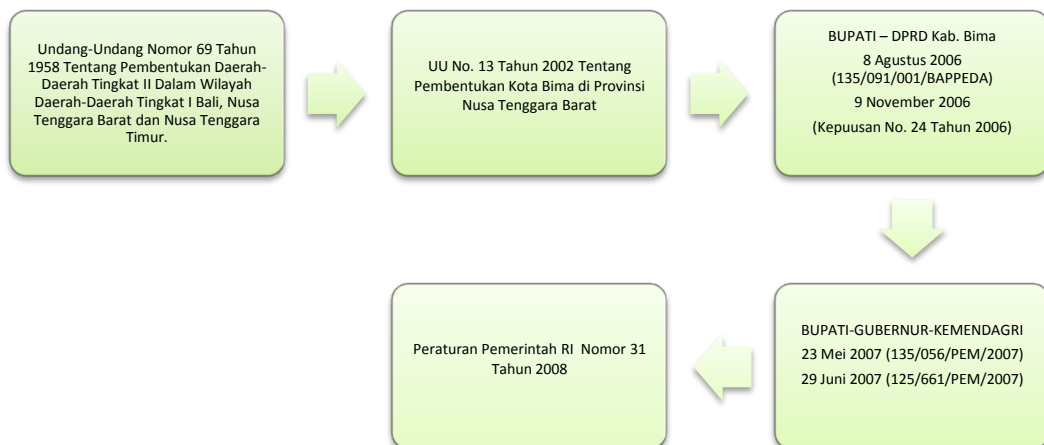 Undang-Undang Nomor 69 Tahun
1958 Tentang Pembentukan Daerah-
Daerah Tingkat II Dalam Wilayah
Daerah-Daerah Tingkat I Bali, Nusa
Tenggara Barat dan Nusa Tenggara
Timur.
UU No. 13 Tahun 2002 Tentang
Pembentukan Kota Bima di Provinsi
Nusa Tenggara Barat
BUPATI – DPRD Kab. Bima
8 Agustus 2006
(135/091/001/BAPPEDA)
9 November 2006
(Kepuusan No. 24 Tahun 2006)
BUPATI-GUBERNUR-KEMENDAGRI
23 Mei 2007 (135/056/PEM/2007)
29 Juni 2007 (125/661/PEM/2007)
Peraturan Pemerintah RI  Nomor 31
Tahun 2008